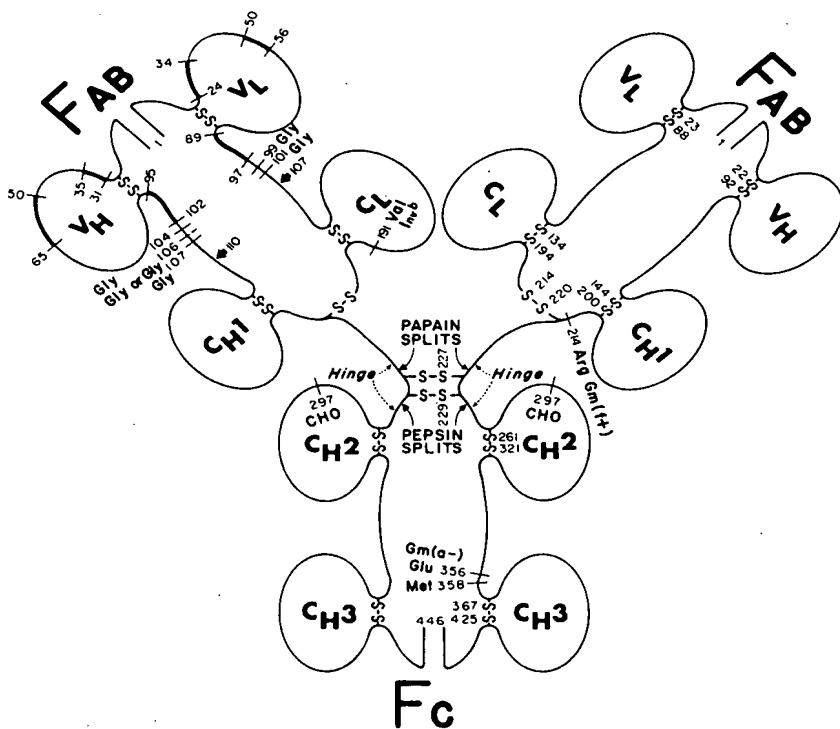 50
56
34
24
VL
S-S
89
99 Gly
101 Gly
97
107
FAB
50
35
31
S-S
95
VH
65
102
104
106
107
110
Gly
Gly or Gly
Gly
CH1
S-S
CL
S-S
191 Val
Invb
S-S
VL
S-S
23
88
1
FAB
22
92
S-S
VH
CL
S-S
134
194
214
S-S
220
144
200
S-S
CH1
214 Arg Gm(f+)
PAPAIN
SPLITS
227
Hinge
S-S
Hinge
S-S
229
PEPSIN
SPLITS
297
CHO
CH2
S-S
297
CHO
S-S
261
321
CH2
Gm(a-)
Glu 356
Met 358
CH3
S-S
446
367
425
S-S
CH3
Fc